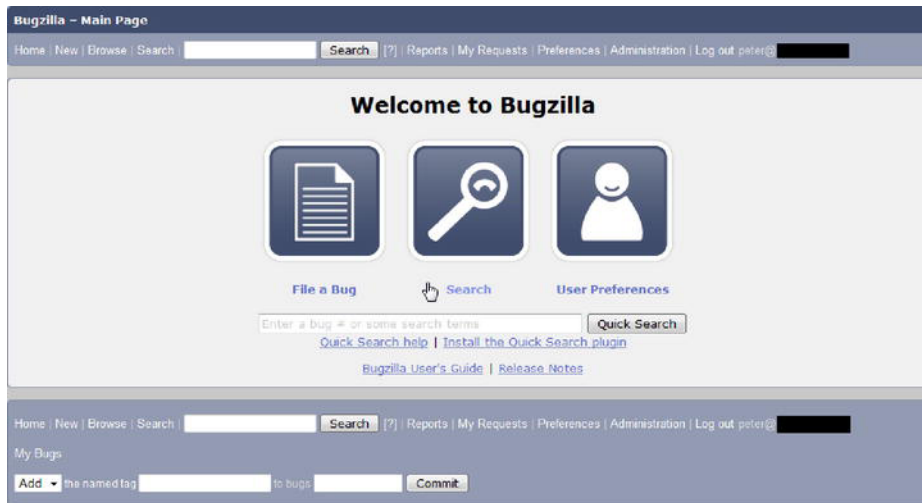 Bugzilla – Main Page
Home | New | Browse | Search | Search [?] | Reports | My Requests | Preferences | Administration | Log out peter@
Welcome to Bugzilla
File a Bug Search User Preferences
Enter a bug # or some search terms Quick Search
Quick Search help | Install the Quick Search plugin
Bugzilla User's Guide | Release Notes
Home | New | Browse | Search | Search [?] | Reports | My Requests | Preferences | Administration | Log out peter@
My Bugs
Add the named tag to bugs Commit